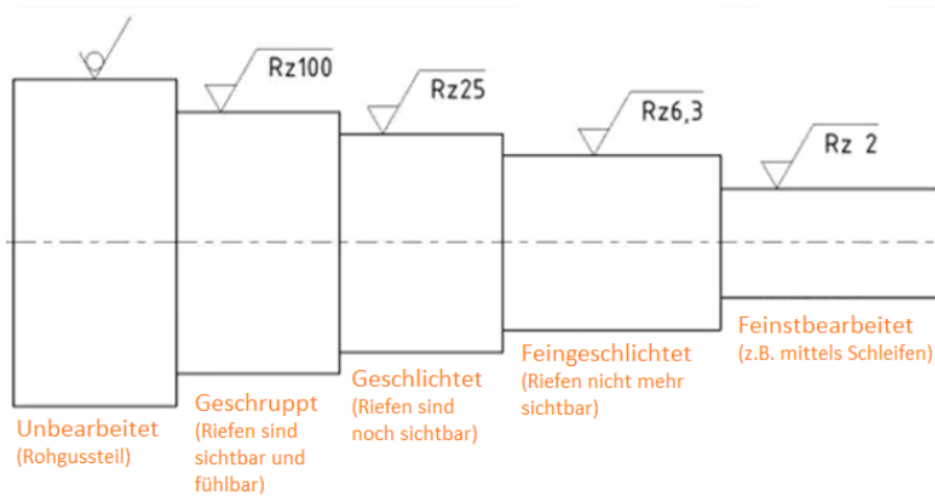 Rz100
Rz25
Rz6,3
Rz 2
Unbearbeitet
(Rohgussteil)
Geschruppt
(Riefen sind
sichtbar und
fühlbar)
Geschlichtet
(Riefen sind
noch sichtbar)
Feingeschlichtet
(Riefen nicht mehr
sichtbar)
Feinstbearbeitet
(z.B. mittels Schleifen)